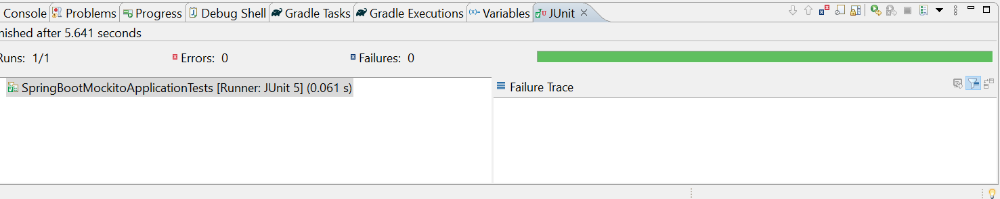 Console Problems Progress Debug Shell Gradle Tasks Gradle Executions (x)= Variables JUnit
nished after 5.641 seconds
Runs: 1/1 Errors: 0 Failures: 0
SpringBootMockitoApplicationTests [Runner: JUnit 5] (0.061 s) Failure Trace